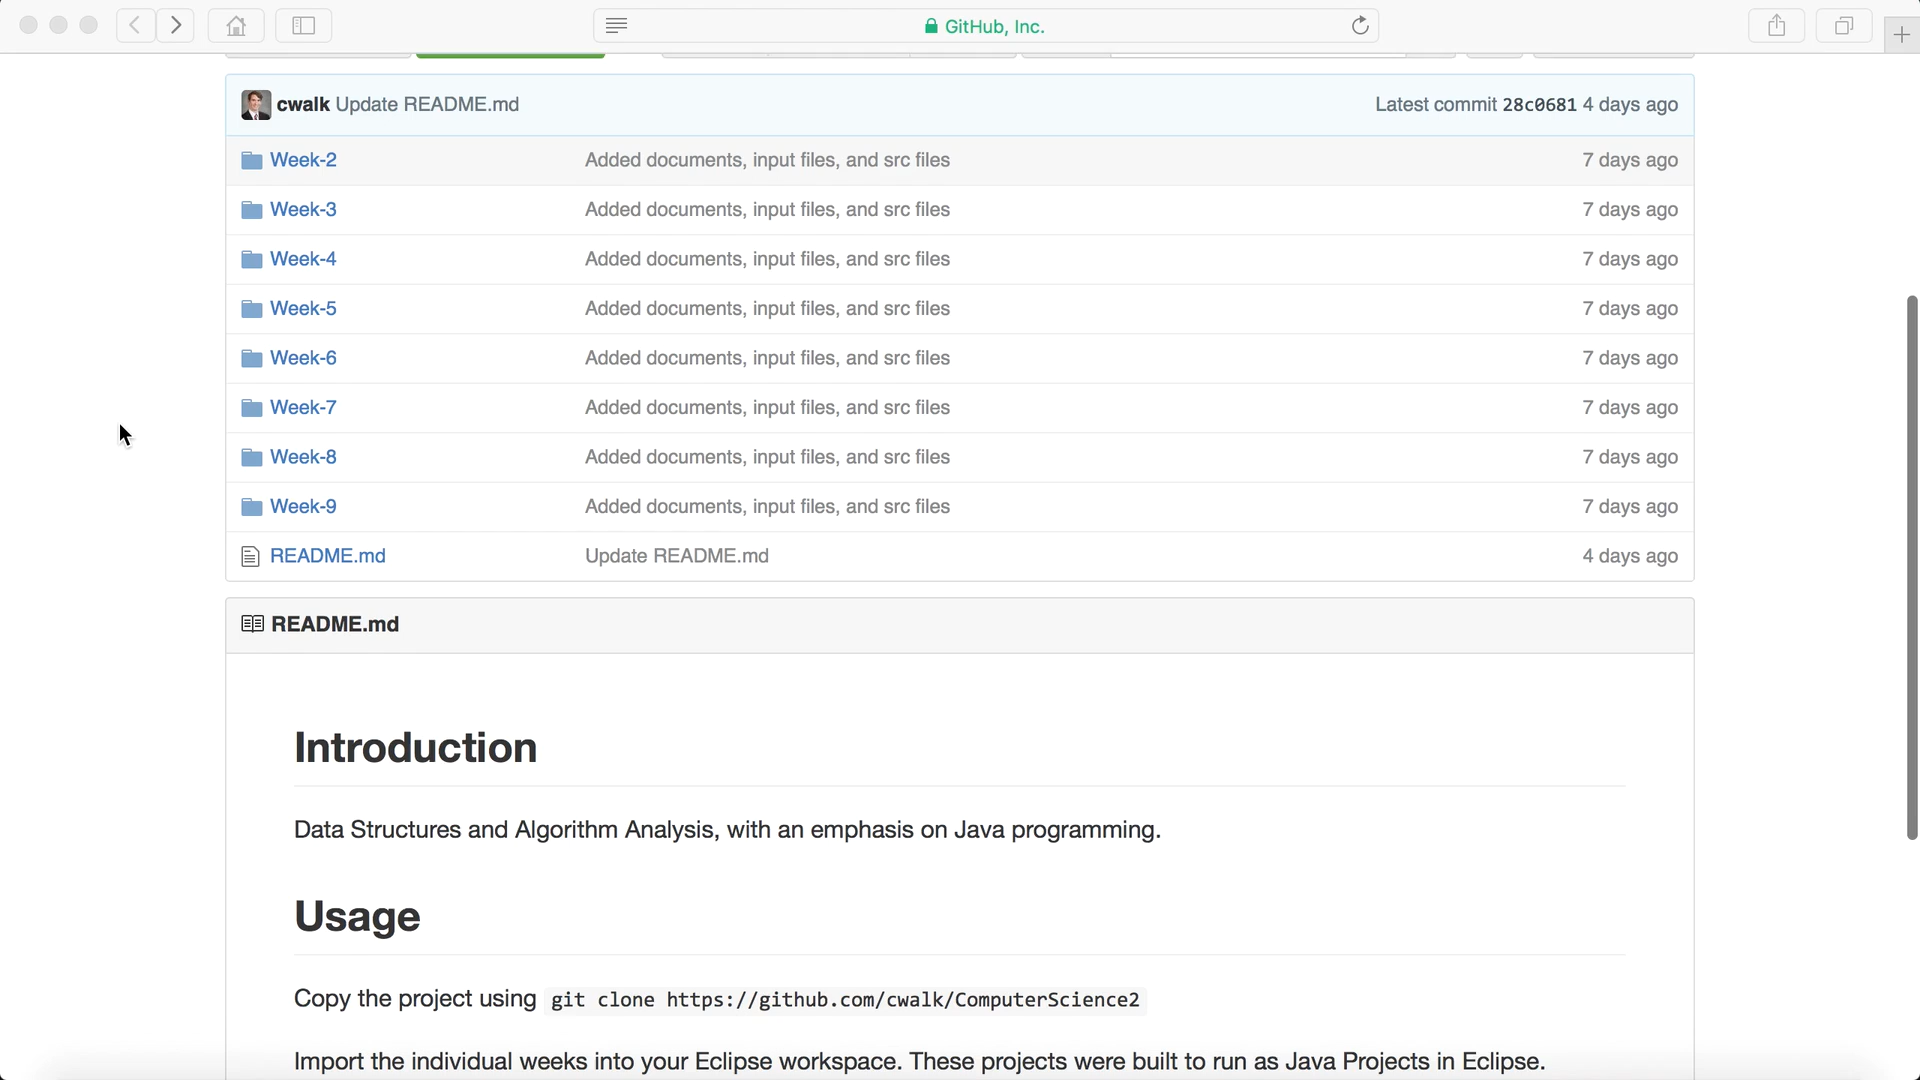 GitHub, Inc.
cwalk Update README.md Latest commit 28c0681 4 days ago
Week-2 Added documents, input files, and src files 7 days ago
Week-3 Added documents, input files, and src files 7 days ago
Week-4 Added documents, input files, and src files 7 days ago
Week-5 Added documents, input files, and src files 7 days ago
Week-6 Added documents, input files, and src files 7 days ago
Week-7 Added documents, input files, and src files 7 days ago
Week-8 Added documents, input files, and src files 7 days ago
Week-9 Added documents, input files, and src files 7 days ago
README.md Update README.md 4 days ago
README.md
Introduction
Data Structures and Algorithm Analysis, with an emphasis on Java programming.
Usage
Copy the project using git clone https://github.com/cwalk/ComputerScience2
Import the individual weeks into your Eclipse workspace. These projects were built to run as Java Projects in Eclipse.